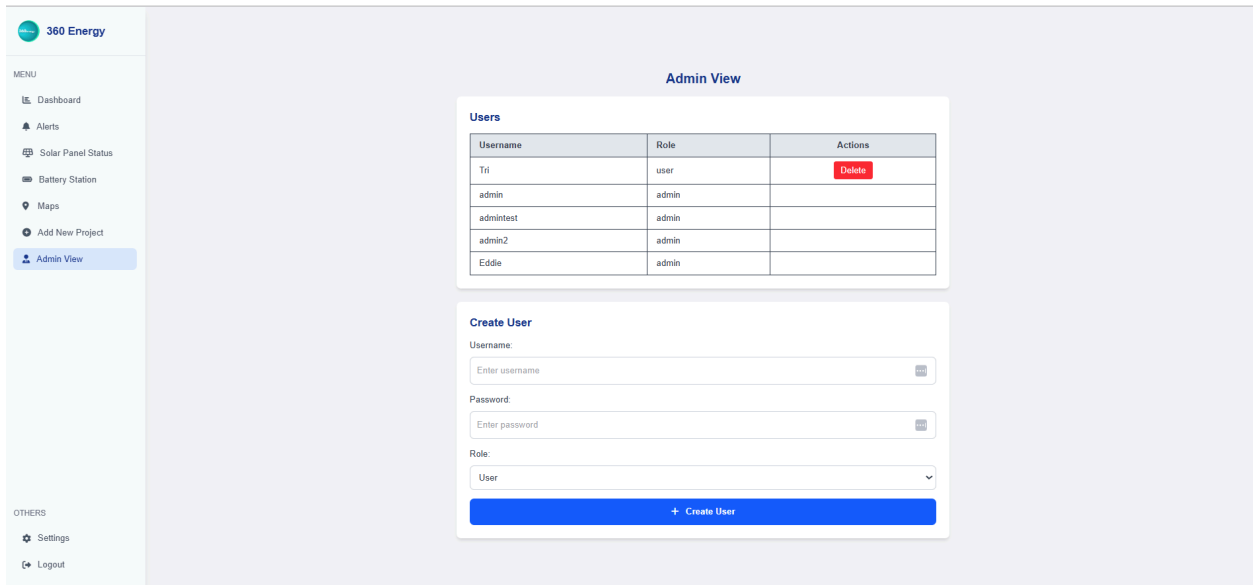 360 Energy
MENU
Dashboard
Alerts
Solar Panel Status
Battery Station
Maps
Add New Project
Admin View
OTHERS
Settings
Logout
Admin View
Users
Username Role Actions
Tri user Delete
admin admin
admintest admin
admin2 admin
Eddie admin
Create User
Username:
Enter username
Password:
Enter password
Role:
User
+ Create User